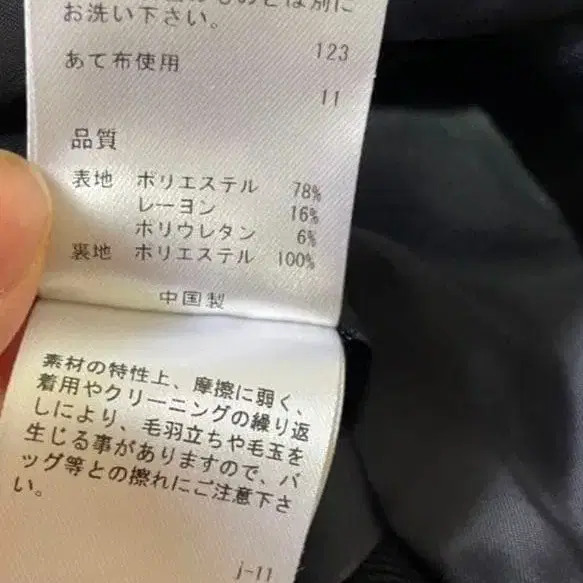 お洗い下さい。
あて布使用 123
11
品質
表地 ポリエステル 78%
レーヨン 16%
ポリウレタン 6%
裏地 ポリエステル 100%
中国製
素材の特性上、摩擦に弱く、
着用やクリーニングの繰り返
しにより、毛羽立ちや毛玉を
生じる事がありますので、バ
ッグ等との擦れにご注意下さ
い。
j-11